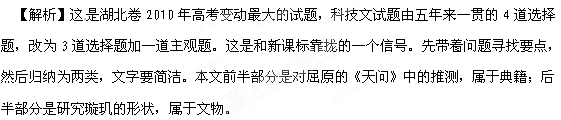 【解析】这是湖北卷 2010 年高考变动最大的试题，科技文试题由五年来一贯的 4 道选择
题，改为 3 道选择题加一道主观题。这是和新课标靠拢的一个信号。先带着问题寻找要点，
然后归纳为两类，文字要简洁。本文前半部分是对屈原的《天问》中的推测，属于典籍；后
半部分是研究璇玑的形状，属于文物。